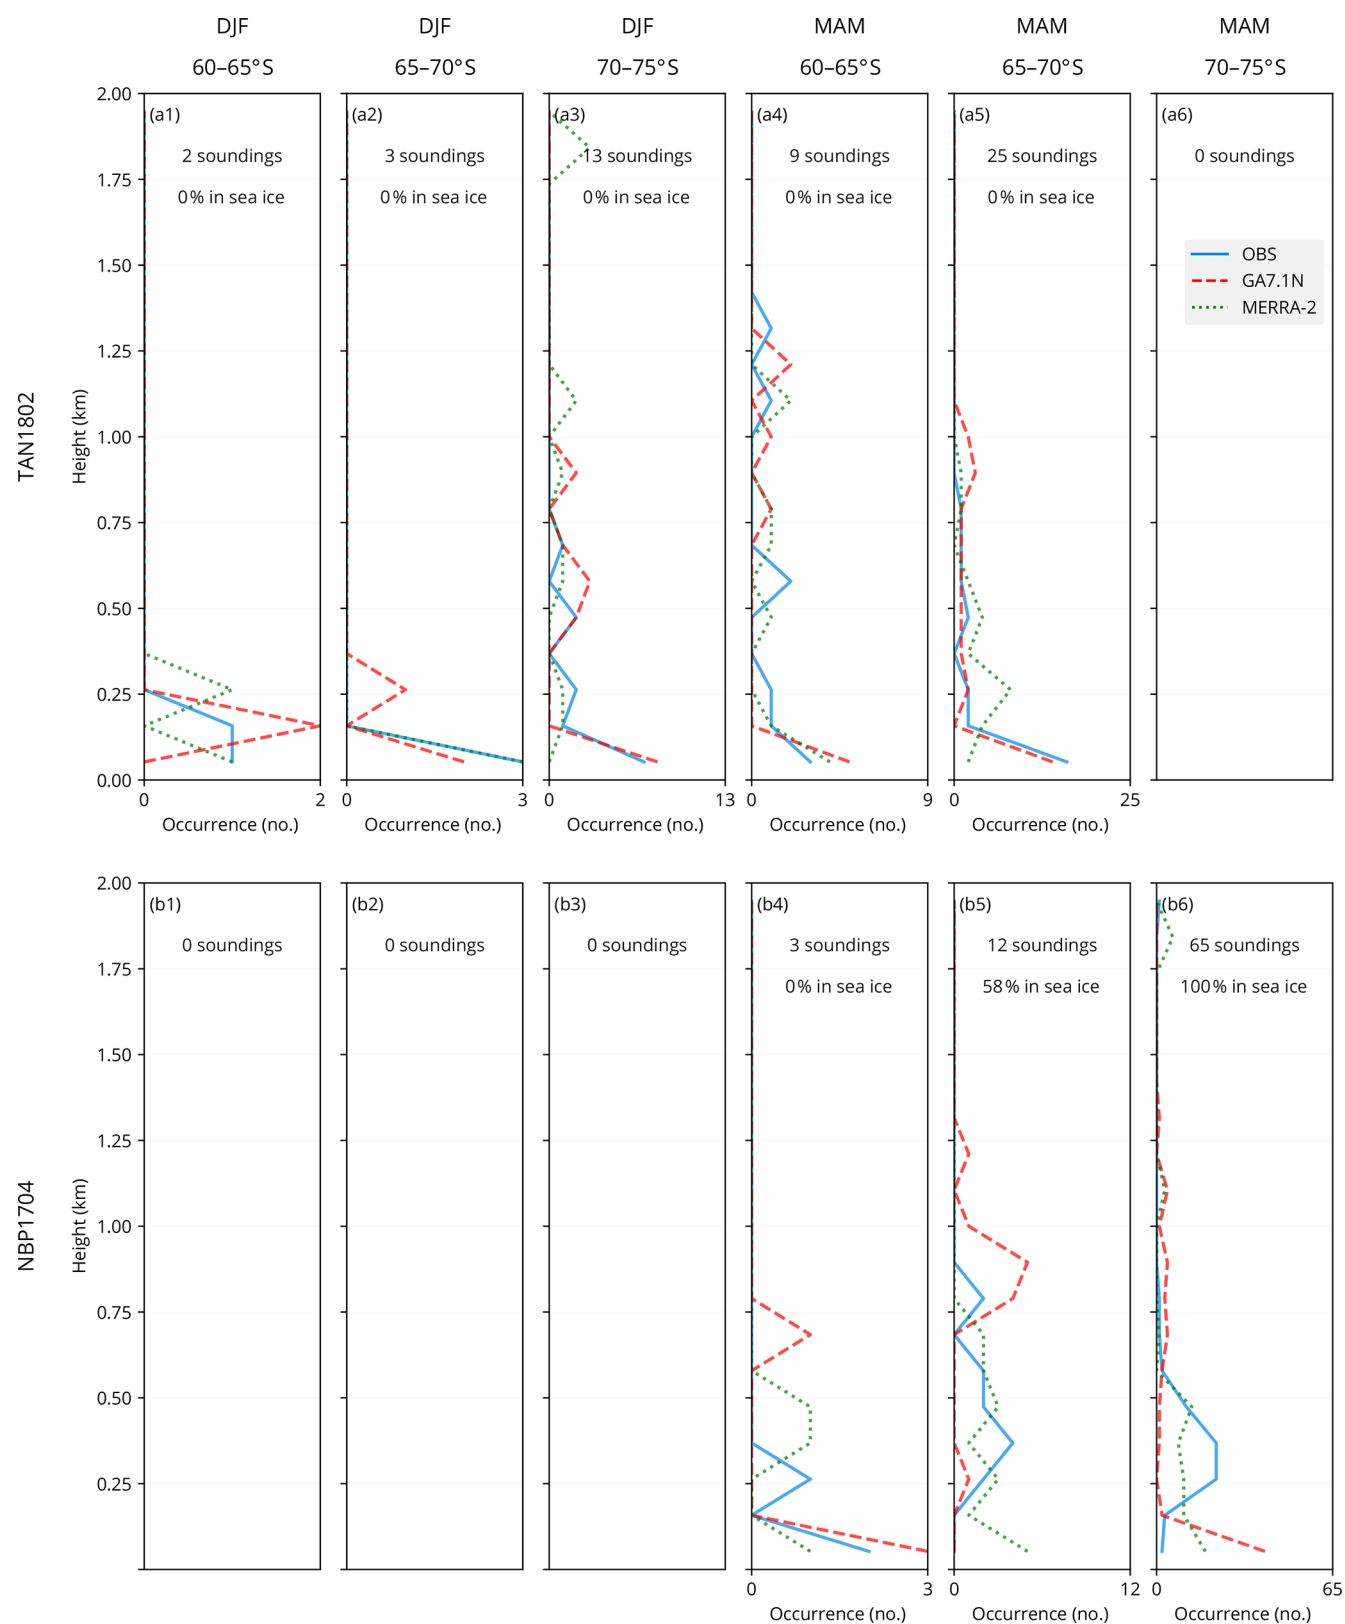 DJF DJF DJF MAM MAM MAM
60–65°S 65–70°S 70–75°S 60–65°S 65–70°S 70–75°S
TAN1802
Height (km)
2.00
1.75
1.50
1.25
1.00
0.75
0.50
0.25
0.00
(a1)
2 soundings
0% in sea ice
0 2
Occurrence (no.)
(a2)
3 soundings
0% in sea ice
0 3
Occurrence (no.)
(a3)
13 soundings
0% in sea ice
0 13
Occurrence (no.)
(a4)
9 soundings
0% in sea ice
0 9
Occurrence (no.)
(a5)
25 soundings
0% in sea ice
0 25
Occurrence (no.)
(a6)
0 soundings
OBS
GA7.1N
MERRA-2
NBP1704
Height (km)
2.00
1.75
1.50
1.25
1.00
0.75
0.50
0.25
(b1)
0 soundings
(b2)
0 soundings
(b3)
0 soundings
(b4)
3 soundings
0% in sea ice
0 3
Occurrence (no.)
(b5)
12 soundings
58% in sea ice
0 12
Occurrence (no.)
(b6)
65 soundings
100% in sea ice
0 65
Occurrence (no.)